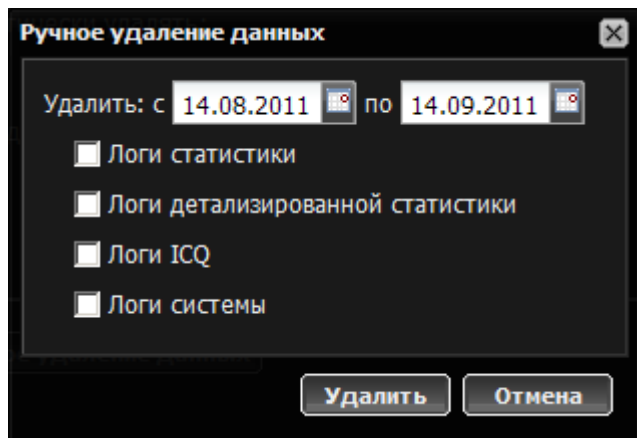 Ручное удаление данных
Удалить: с 14.08.2011 по 14.09.2011
Логи статистики
Логи детализированной статистики
Логи ICQ
Логи системы
Удалить Отмена